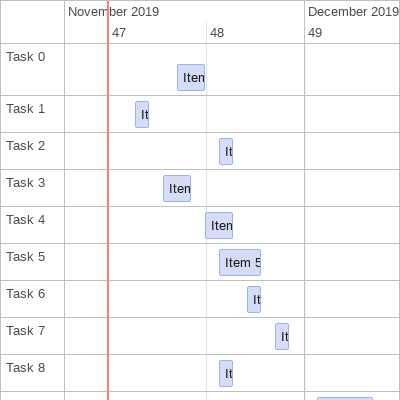 November 2019
December 2019
47
48
49
Task 0
Item
Task 1
It
Task 2
It
Task 3
Item
Task 4
Item
Task 5
Item 5
Task 6
It
Task 7
It
Task 8
It